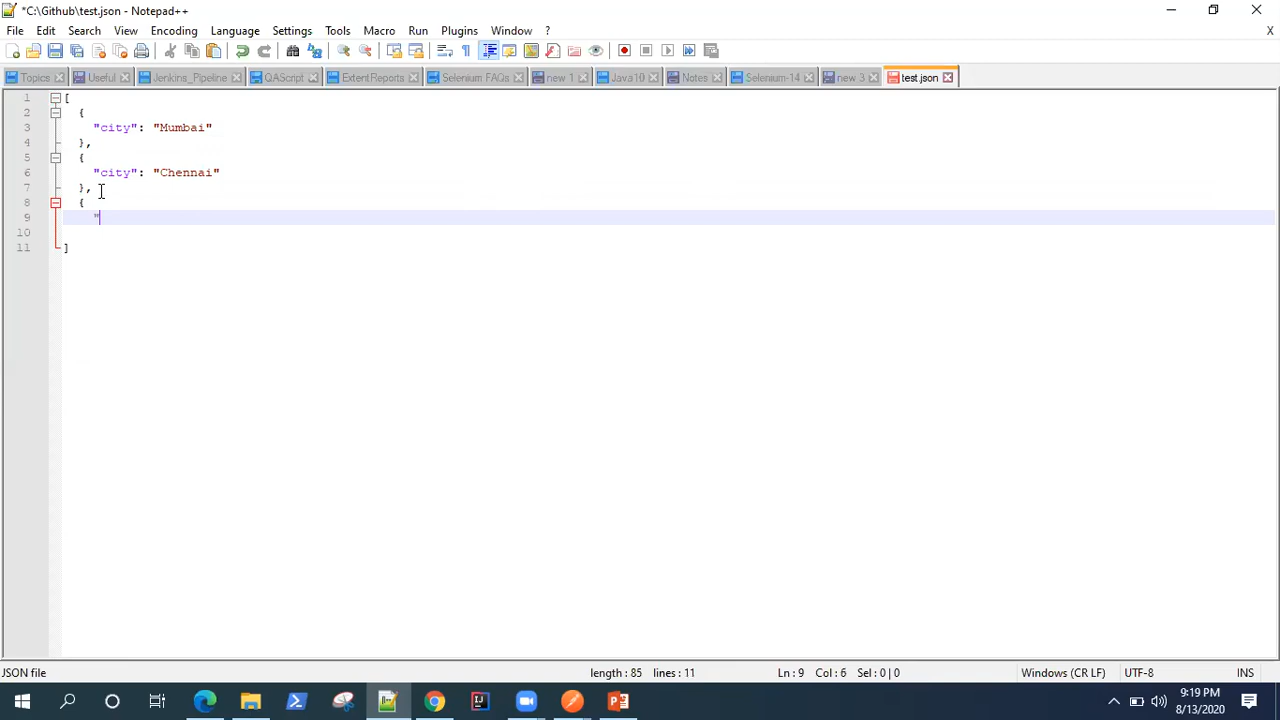 *C:\Github\test.json - Notepad++
File Edit Search View Encoding Language Settings Tools Macro Run Plugins Window ? X
Topics Useful Jenkins_Pipeline QAScript ExtentReports Selenium FAQs new 1 Java10 Notes Selenium-14 new 3 test.json
1 [
2 {
3 "city": "Mumbai"
4 },
5 {
6 "city": "Chennai"
7 },
8 {
9 "
10
11 ]
JSON file length : 85 lines : 11 Ln : 9 Col : 6 Sel : 0 | 0 Windows (CR LF) UTF-8 INS
9:19 PM
8/13/2020